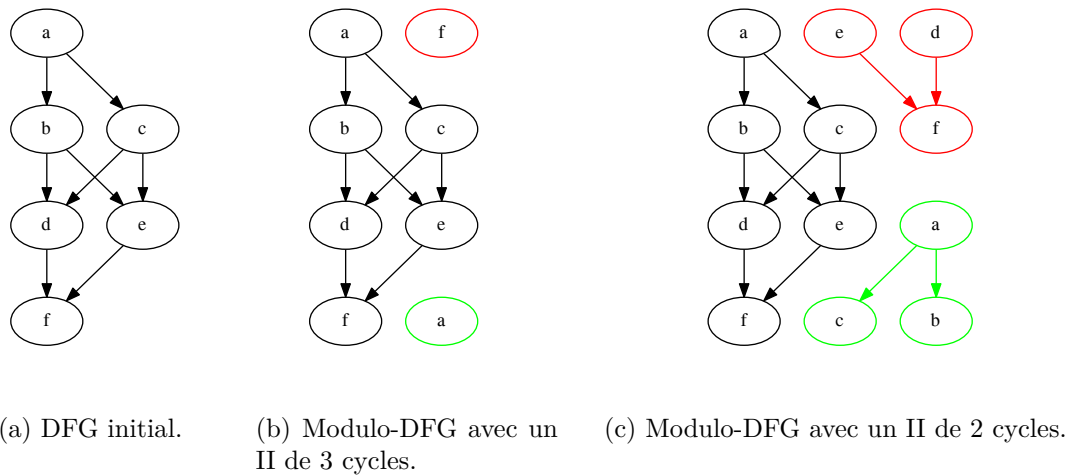 a
b
c
d
e
f
a
f
b
c
d
e
f
a
a
e
d
b
c
f
d
e
a
f
c
b
a) DFG initial.
(b) Modulo-DFG avec un
II de 3 cycles.
(c) Modulo-DFG avec un II de 2 cycles.